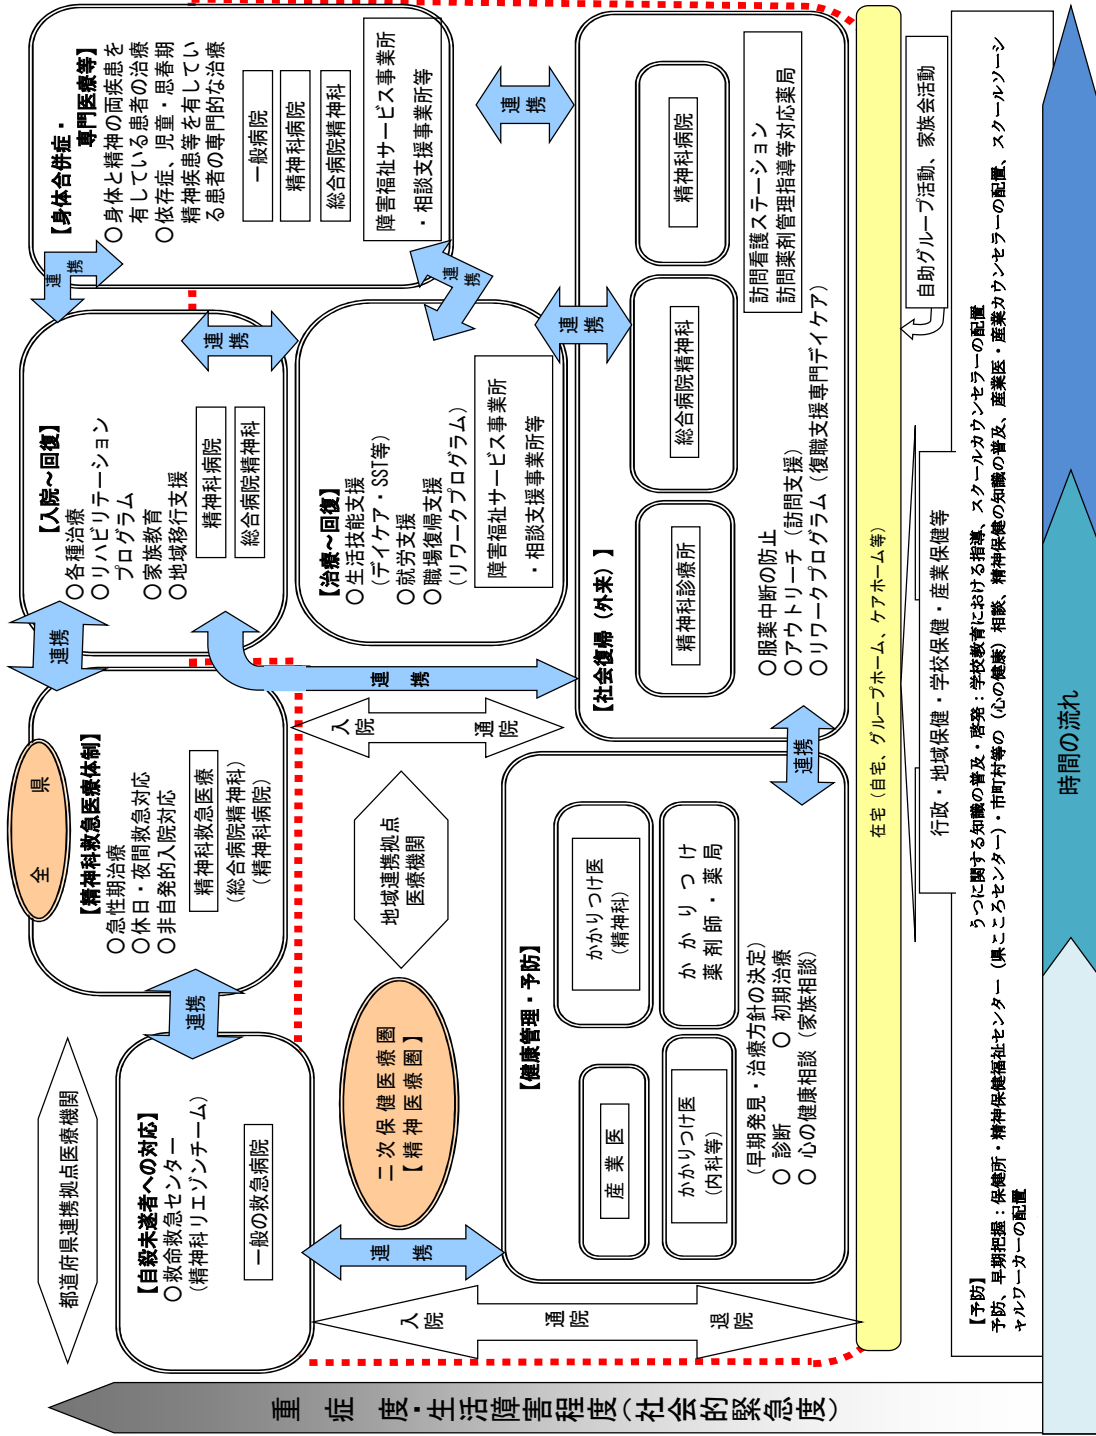 都道府県連携拠点医療機関
全　県
【自殺未遂者への対応】
○救命救急センター
（精神科リエゾンチーム）
一般の救急病院
連携
【精神科救急医療体制】
○急性期治療
○休日・夜間救急対応
○非自発的入院対応
精神科救急医療
（総合病院精神科）
（精神科病院）
連携
【入院～回復】
○各種治療
○リハビリテーション
プログラム
○家族教育
○地域移行支援
精神科病院
総合病院精神科
連携
【身体合併症・
専門医療等】
○身体と精神の両疾患を
有している患者の治療
○依存症、児童・思春期
精神疾患等を有してい
る患者の専門的な治療
一般病院
精神科病院
総合病院精神科
障害福祉サービス事業所
・相談支援事業所等
連携
連携
【治療～回復】
○生活技能支援
（デイケア・SST等）
○就労支援
○職場復帰支援
（リワークプログラム）
障害福祉サービス事業所
・相談支援事業所等
連携
連携
連携
連携
入院
通院
二次保健医療圏
【精神医療圏】
地域連携拠点
医療機関
連携
入院
通院
退院
【健康管理・予防】
産業医
かかりつけ医
（精神科）
かかりつけ医
（内科等）
かかりつけ
薬剤師・薬局
（早期発見・治療方針の決定）
○　診断　　○　初期治療
○　心の健康相談（家族相談）
連携
【社会復帰（外来）】
精神科診療所
総合病院精神科
精神科病院
○服薬中断の防止
○アウトリーチ（訪問支援）
○リワークプログラム（復職支援専門デイケア）
訪問看護ステーション
訪問薬剤管理指導等対応薬局
在宅（自宅、グループホーム、ケアホーム等）
行政・地域保健・学校保健・産業保健等
自助グループ活動、家族会活動
【予防】
うつに関する知識の普及・啓発：学校教育における指導、スクールカウンセラーの配置
予防、早期把握：保健所・精神保健福祉センター（県こころセンター）・市町村等の（心の健康）相談、精神保健の知識の普及、産業医・産業カウンセラーの配置、スクールソーシ
ャルワーカーの配置
重　症　度・生活障害程度（社会的緊急度）
時間の流れ